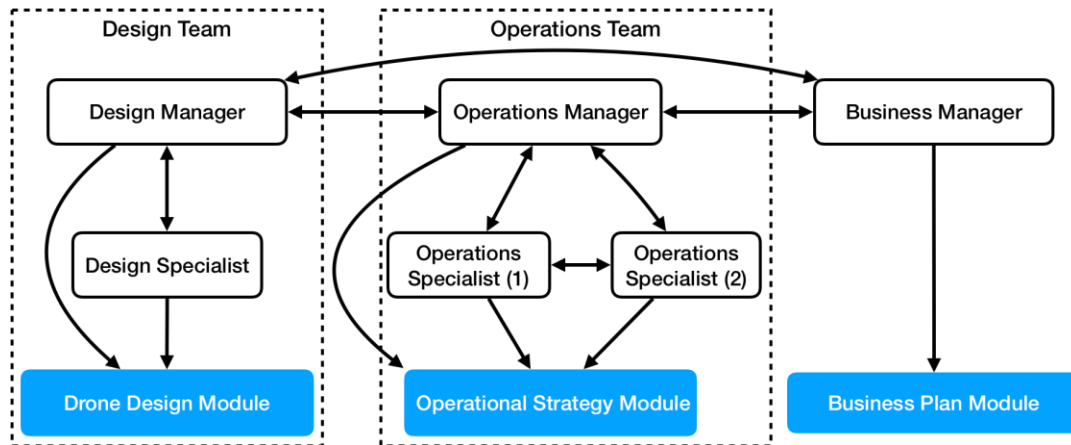 Design Team
Operations Team
Design Manager
Operations Manager
Business Manager
Design Specialist
Operations
Specialist (1)
Operations
Specialist (2)
Drone Design Module
Operational Strategy Module
Business Plan Module